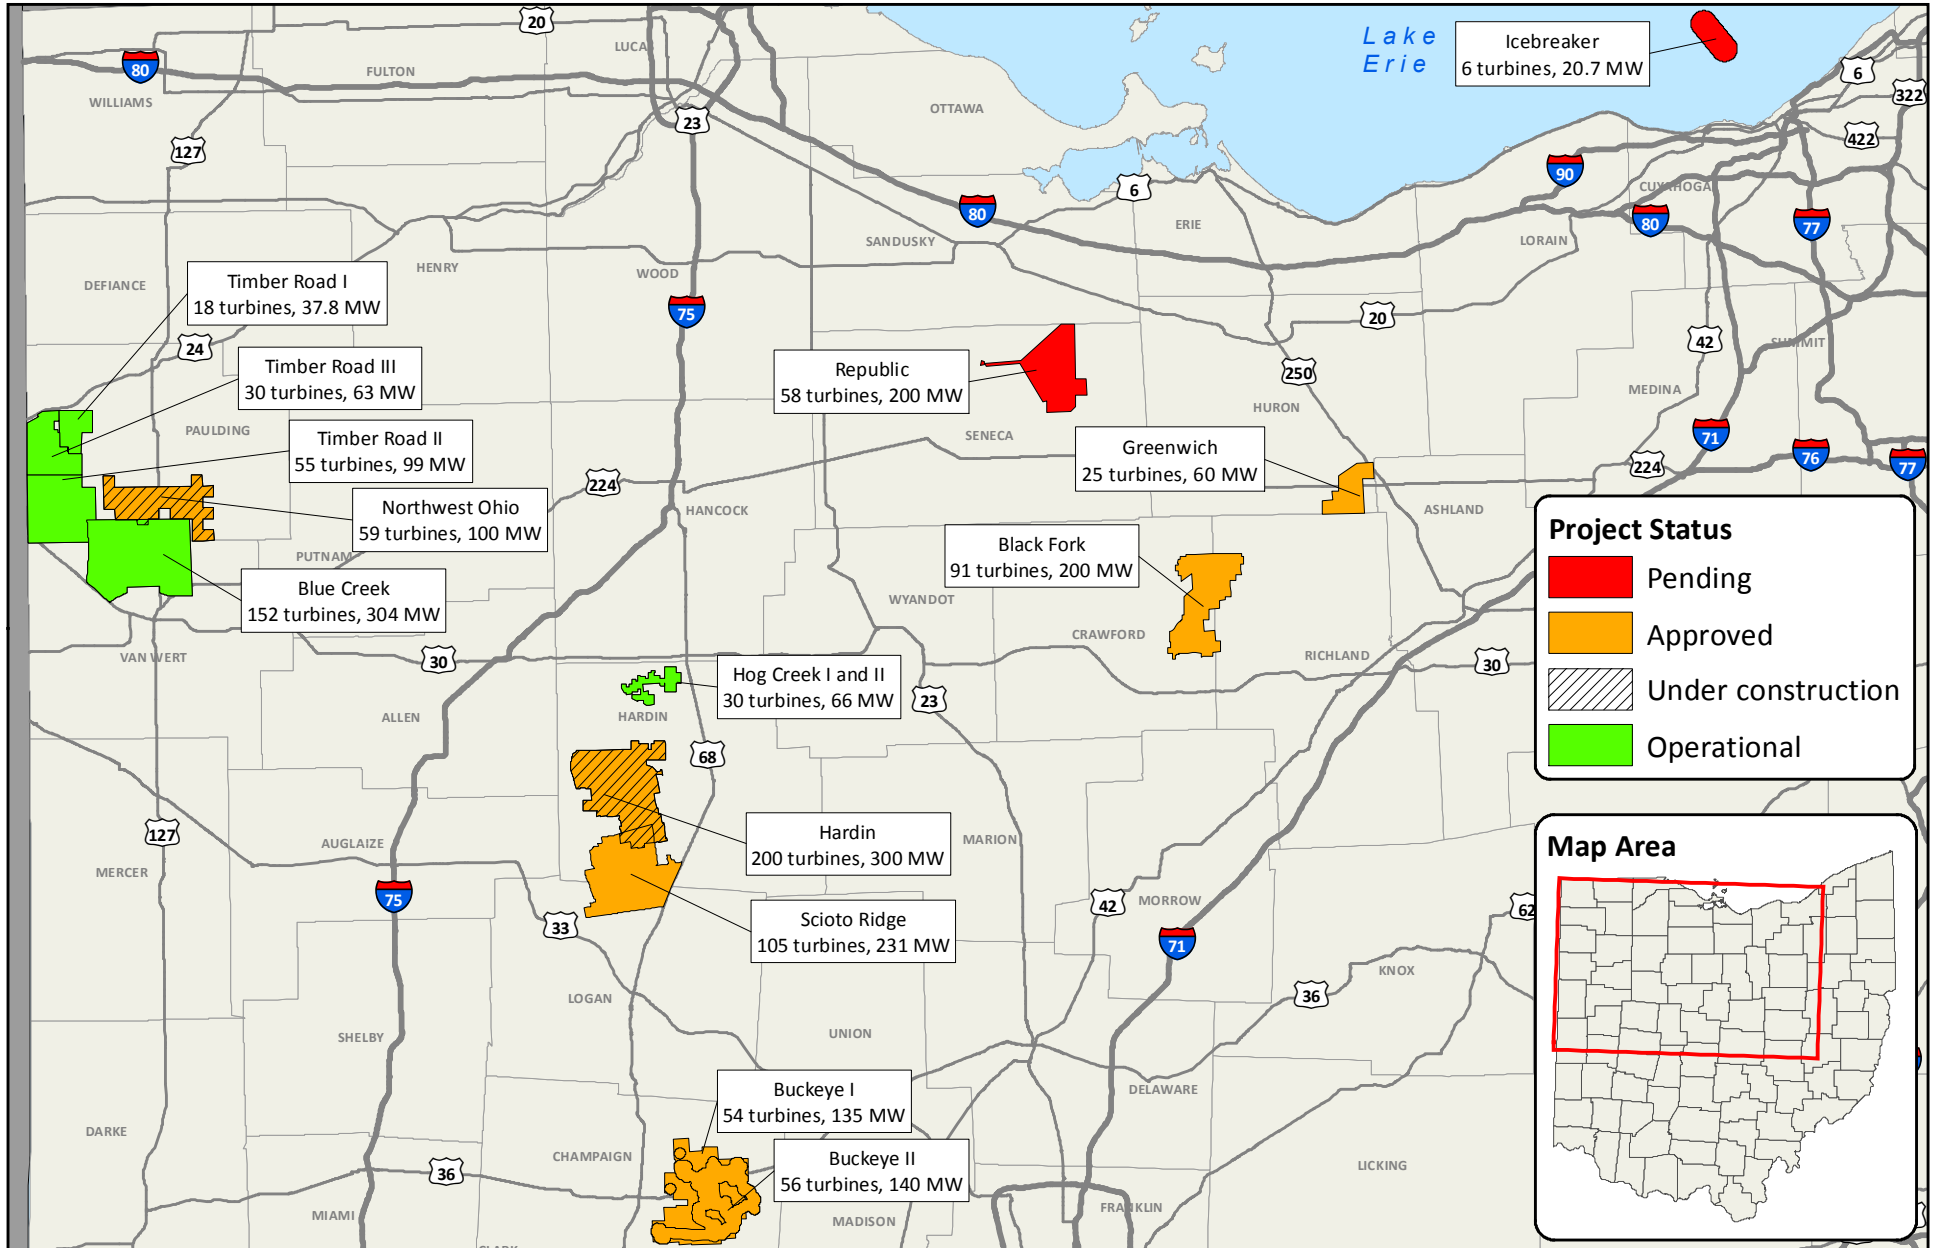 20
Lake
Erie
Icebreaker
6 turbines, 20.7 MW
LUCA
80
FULTON
6
322
WILLIAMS
OTTAWA
23
127
422
90
6
CUYAHOGA
80
80
77
ERIE
SANDUSKY
LORAIN
HENRY
WOOD
DEFIANCE
Timber Road I
18 turbines, 37.8 MW
75
20
24
42
SUMMIT
Timber Road III
30 turbines, 63 MW
Republic
58 turbines, 200 MW
250
MEDINA
HURON
PAULDING
Timber Road II
55 turbines, 99 MW
SENECA
Greenwich
25 turbines, 60 MW
71
76
77
224
224
Northwest Ohio
59 turbines, 100 MW
HANCOCK
ASHLAND
PUTNAM
Black Fork
91 turbines, 200 MW
Blue Creek
152 turbines, 304 MW
WYANDOT
CRAWFORD
RICHLAND
VAN WERT
30
30
Hog Creek I and II
30 turbines, 66 MW
23
HARDIN
ALLEN
68
Project Status
Pending
Approved
Under construction
Operational
127
AUGLAIZE
Hardin
200 turbines, 300 MW
MARION
MERCER
75
42
MORROW
62
33
Scioto Ridge
105 turbines, 231 MW
71
KNOX
36
LOGAN
UNION
SHELBY
Map Area
Buckeye I
54 turbines, 135 MW
DELAWARE
DARKE
CHAMPAIGN
Buckeye II
56 turbines, 140 MW
36
LICKING
MIAMI
MADISON
FRANKLIN